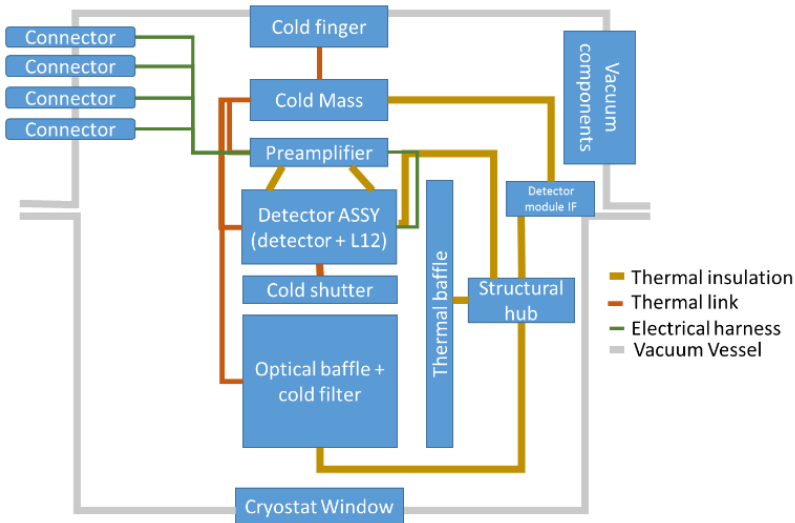 Connector
Connector
Connector
Connector
Cold finger
Cold Mass
Preamplifier
Detector ASSY
(detector + L12)
Cold shutter
Optical baffle +
cold filter
Cryostat Window
Thermal baffle
Structural
hub
Detector
module IF
Vacuum
components
Thermal insulation
Thermal link
Electrical harness
Vacuum Vessel